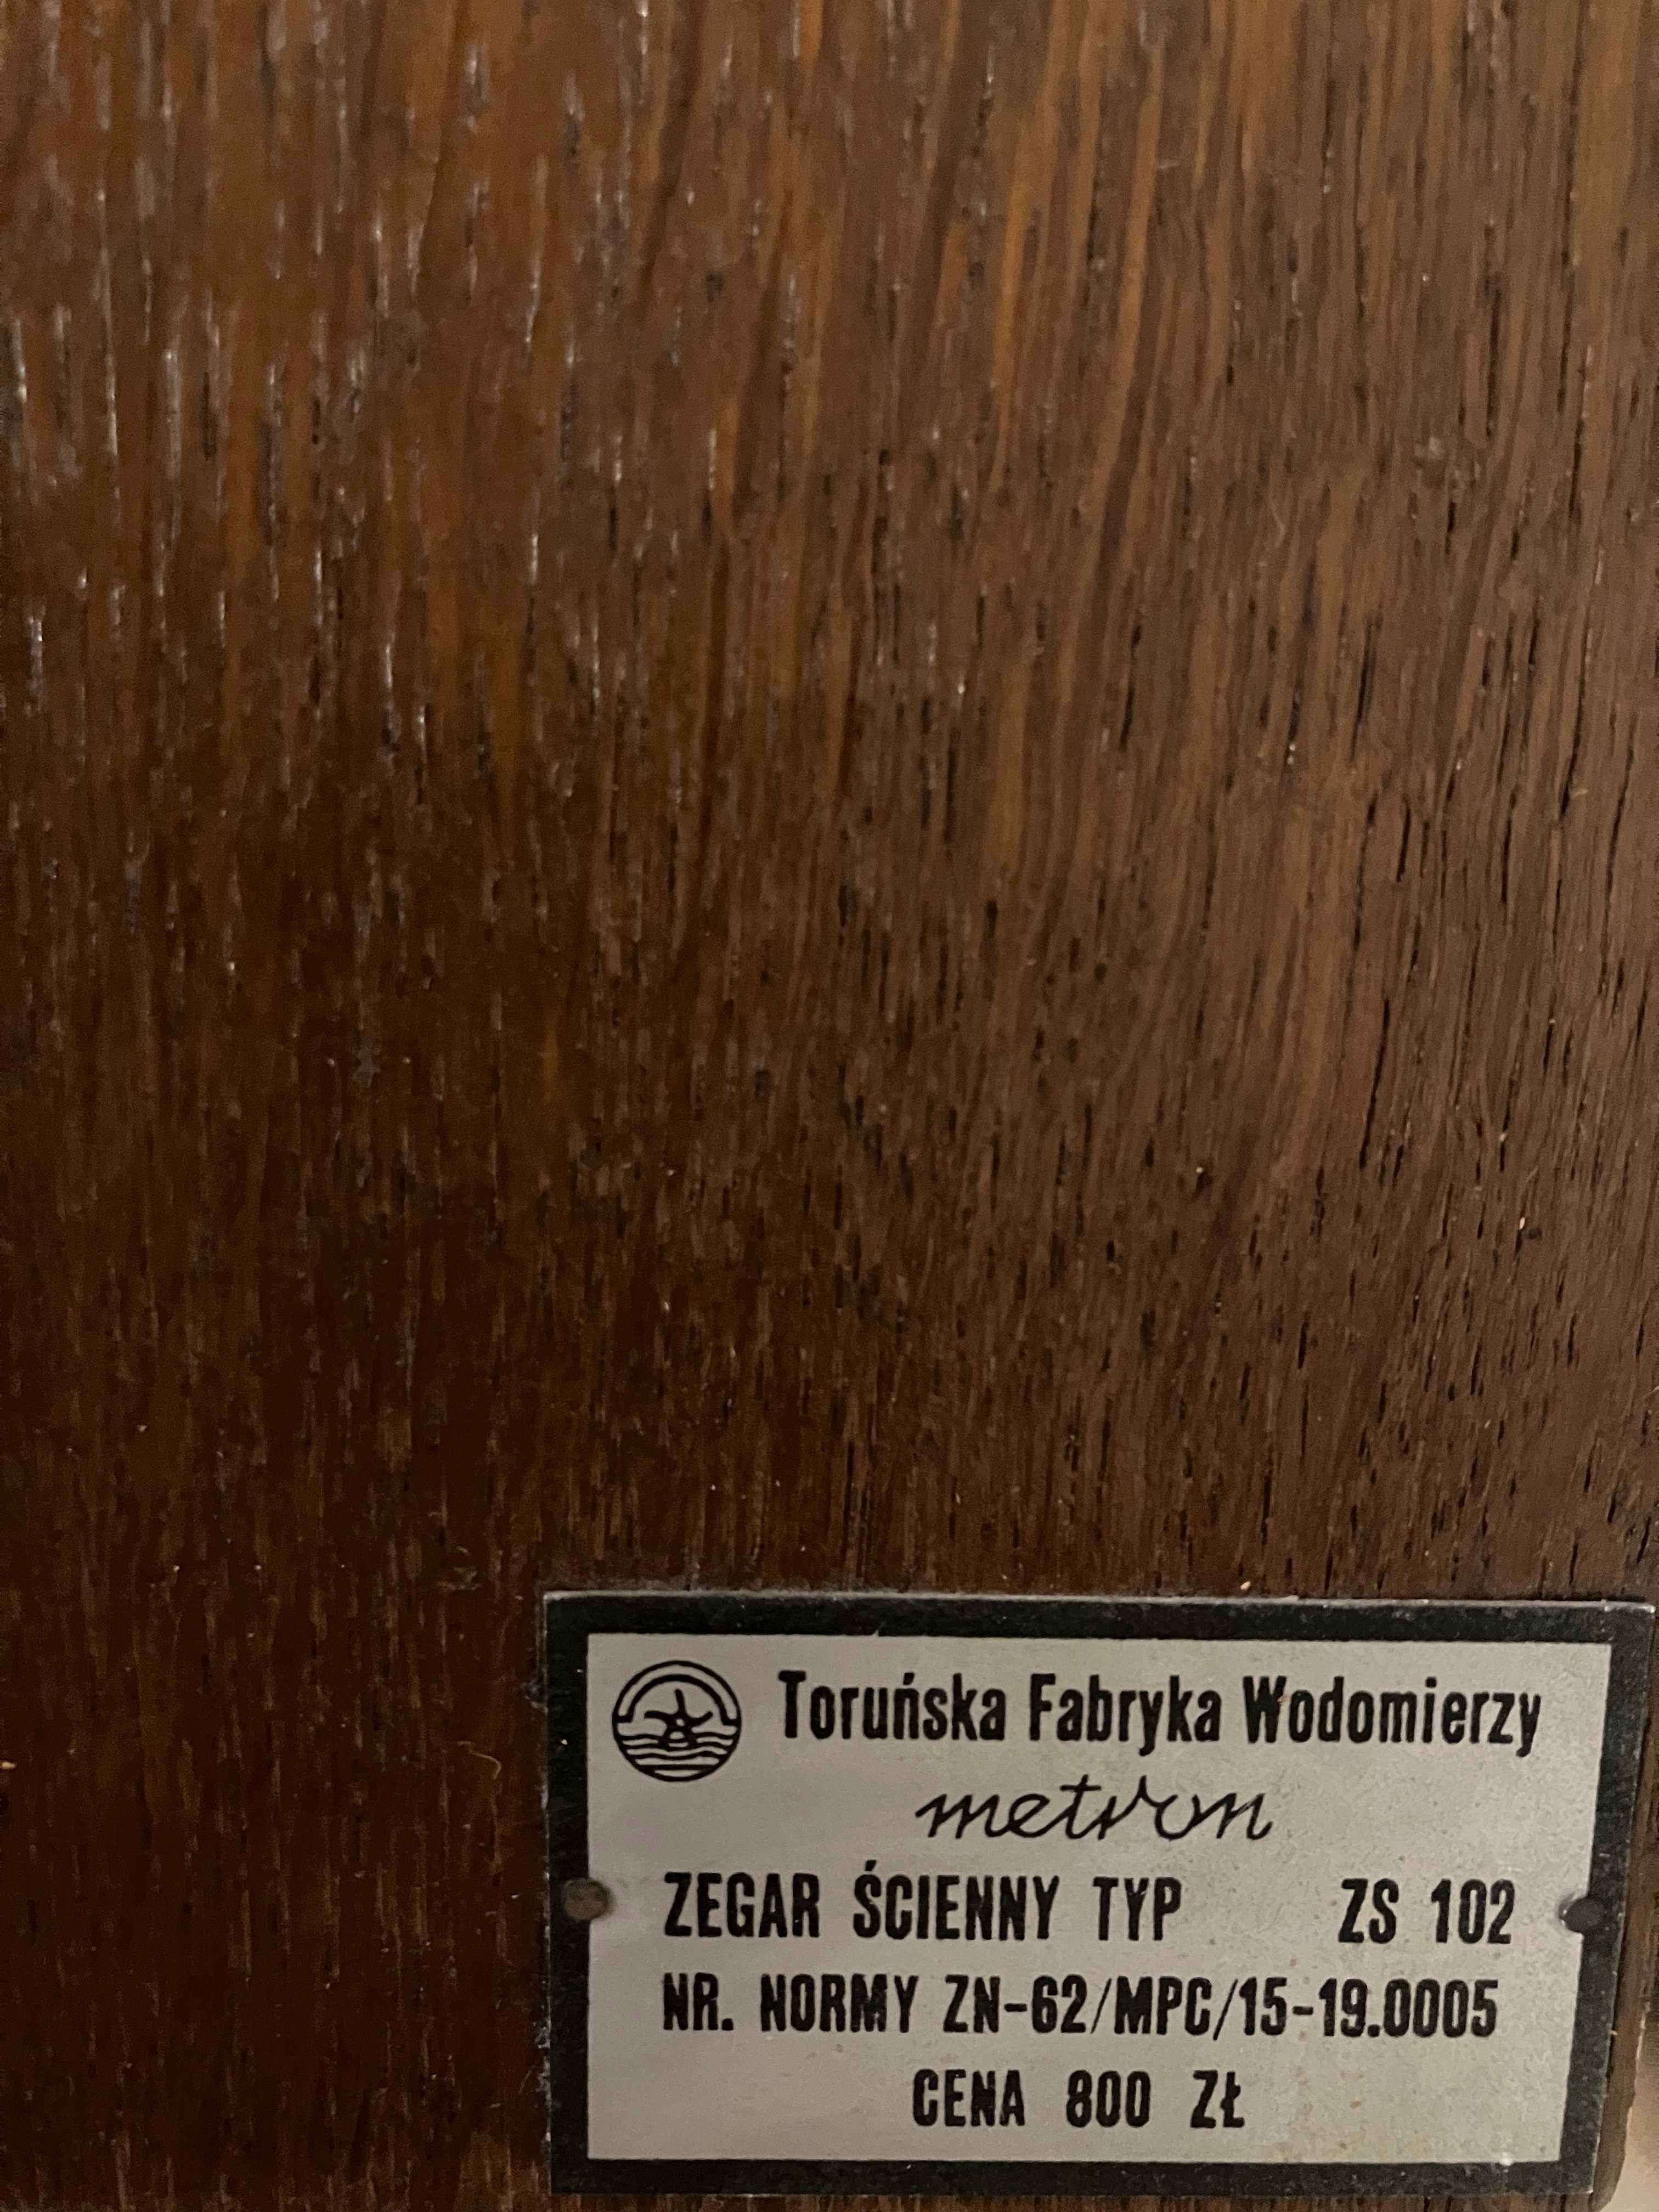 Toruńska Fabryka Wodomierzy
metron
ZEGAR ŚCIENNY TYP ZS 102
NR. NORMY ZN-62/MPC/15-19.0005
CENA 800 ZŁ